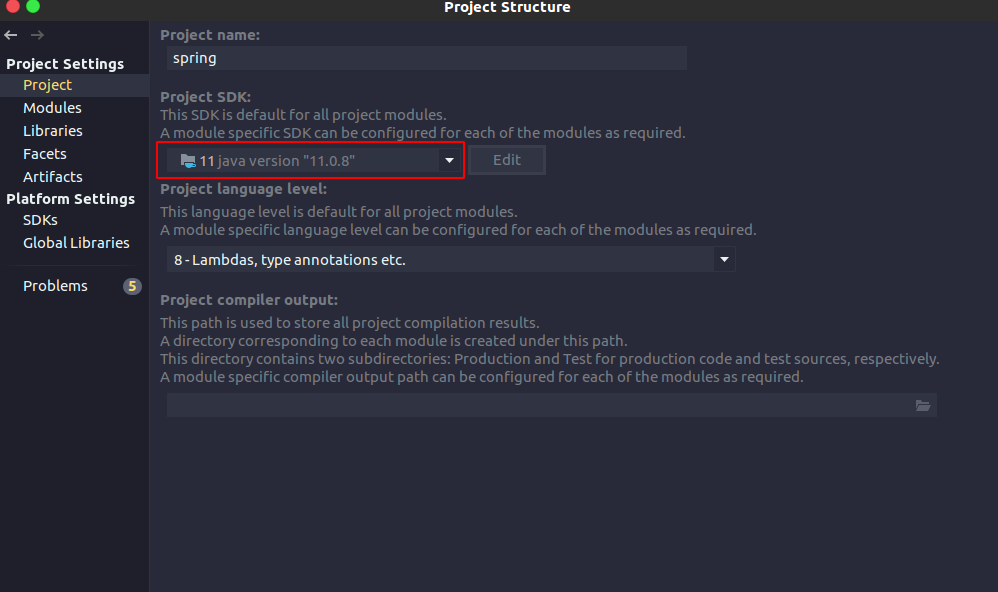 Project Structure
Project Settings
Project
Modules
Libraries
Facets
Artifacts
Platform Settings
SDKs
Global Libraries
Problems 5
Project name:
spring
Project SDK:
This SDK is default for all project modules.
A module specific SDK can be configured for each of the modules as required.
11 java version "11.0.8"
Edit
Project language level:
This language level is default for all project modules.
A module specific language level can be configured for each of the modules as required.
8 - Lambdas, type annotations etc.
Project compiler output:
This path is used to store all project compilation results.
A directory corresponding to each module is created under this path.
This directory contains two subdirectories: Production and Test for production code and test sources, respectively.
A module specific compiler output path can be configured for each of the modules as required.